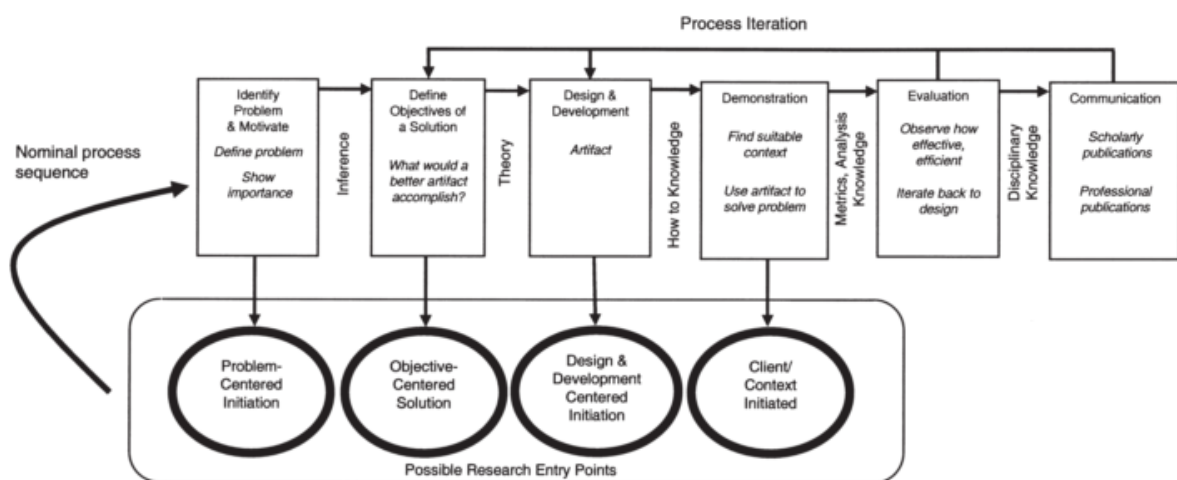 Process Iteration
Nominal process
sequence
Identify
Problem
& Motivate
Define problem
Show
importance
Inference
Define
Objectives of
a Solution
What would a
better artifact
accomplish?
Theory
Design &
Development
Artifact
How to Knowledge
Demonstration
Find suitable
context
Use artifact to
solve problem
Metrics, Analysis
Knowledge
Evaluation
Observe how
effective,
efficient
Iterate back to
design
Disciplinary
Knowledge
Communication
Scholarly
publications
Professional
publications
Problem-
Centered
Initiation
Objective-
Centered
Solution
Design &
Development
Centered
Initiation
Client/
Context
Initiated
Possible Research Entry Points